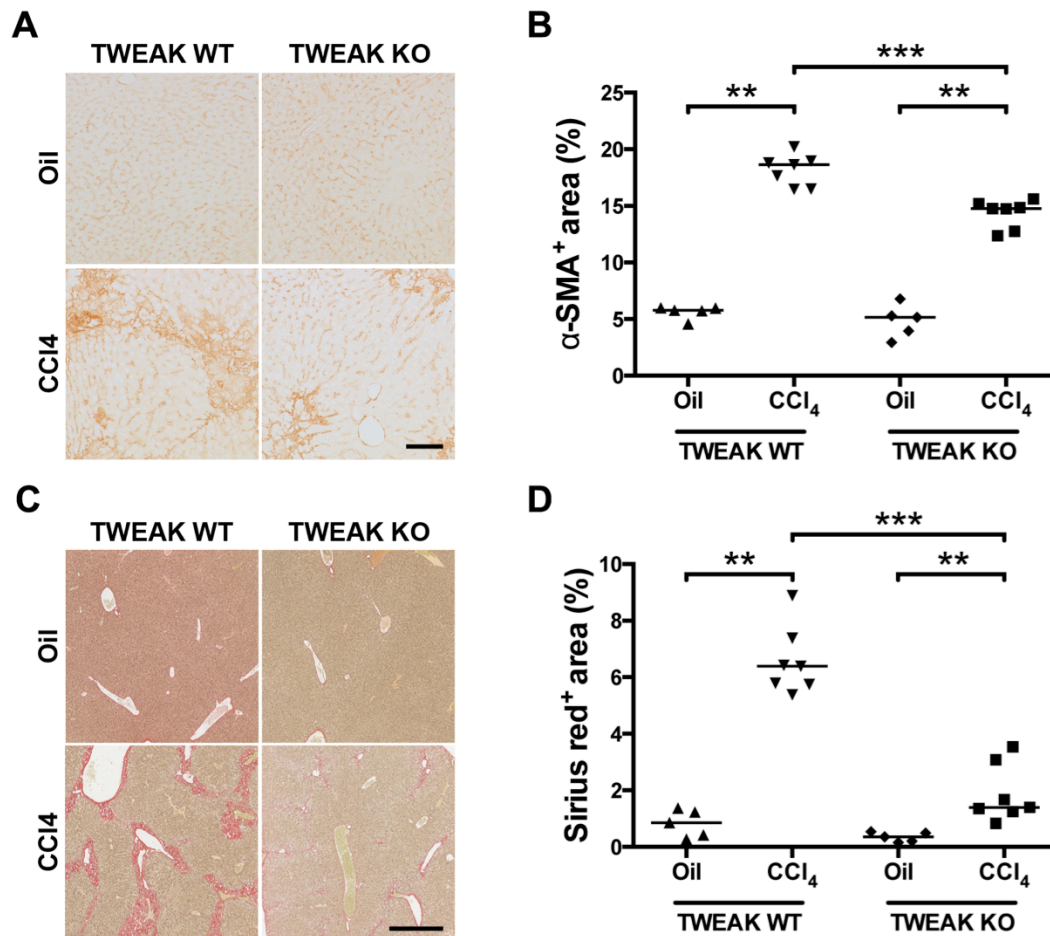 A
TWEAK WT TWEAK KO
Oil
CCl4
B
α-SMA⁺ area (%)
25
20
15
10
5
0
** *** **
Oil CCl₄ Oil CCl₄
TWEAK WT TWEAK KO
C
TWEAK WT TWEAK KO
Oil
CCl4
D
Sirius red⁺ area (%)
10
8
6
4
2
0
** *** **
Oil CCl₄ Oil CCl₄
TWEAK WT TWEAK KO